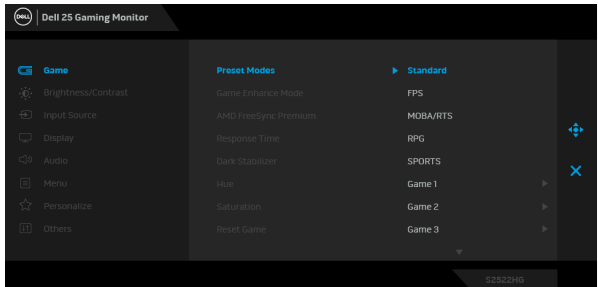 DELL
Dell 25 Gaming Monitor
Game
Preset Modes
Standard
Brightness/Contrast
Game Enhance Mode
FPS
Input Source
AMD FreeSync Premium
MOBA/RTS
Display
Response Time
RPG
Audio
Dark Stabilizer
SPORTS
Menu
Hue
Game 1
Personalize
Saturation
Game 2
Others
Reset Game
Game 3
S2522HG